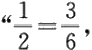 “1/2 = 3/6,